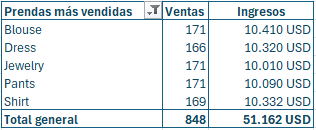 Prendas más vendidas Ventas Ingresos
Blouse 171 10.410 USD
Dress 166 10.320 USD
Jewelry 171 10.010 USD
Pants 171 10.090 USD
Shirt 169 10.332 USD
Total general 848 51.162 USD